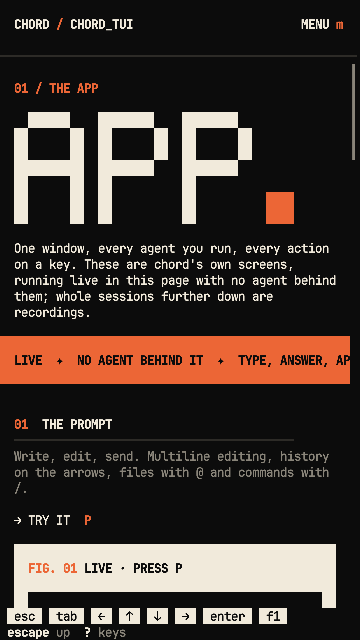 CHORD / CHORD_TUI
MENU m
01 / THE APP
APP.
One window, every agent you run, every action
on a key. These are chord's own screens,
running live in this page with no agent behind
them; whole sessions further down are
recordings.
LIVE ✦ NO AGENT BEHIND IT ✦ TYPE, ANSWER, AP
01 THE PROMPT
Write, edit, send. Multiline editing, history
on the arrows, files with @ and commands with
/.
→ TRY IT P
FIG. 01 LIVE · PRESS P
esc tab ← ↑ ↓ → enter f1
escape up ? keys